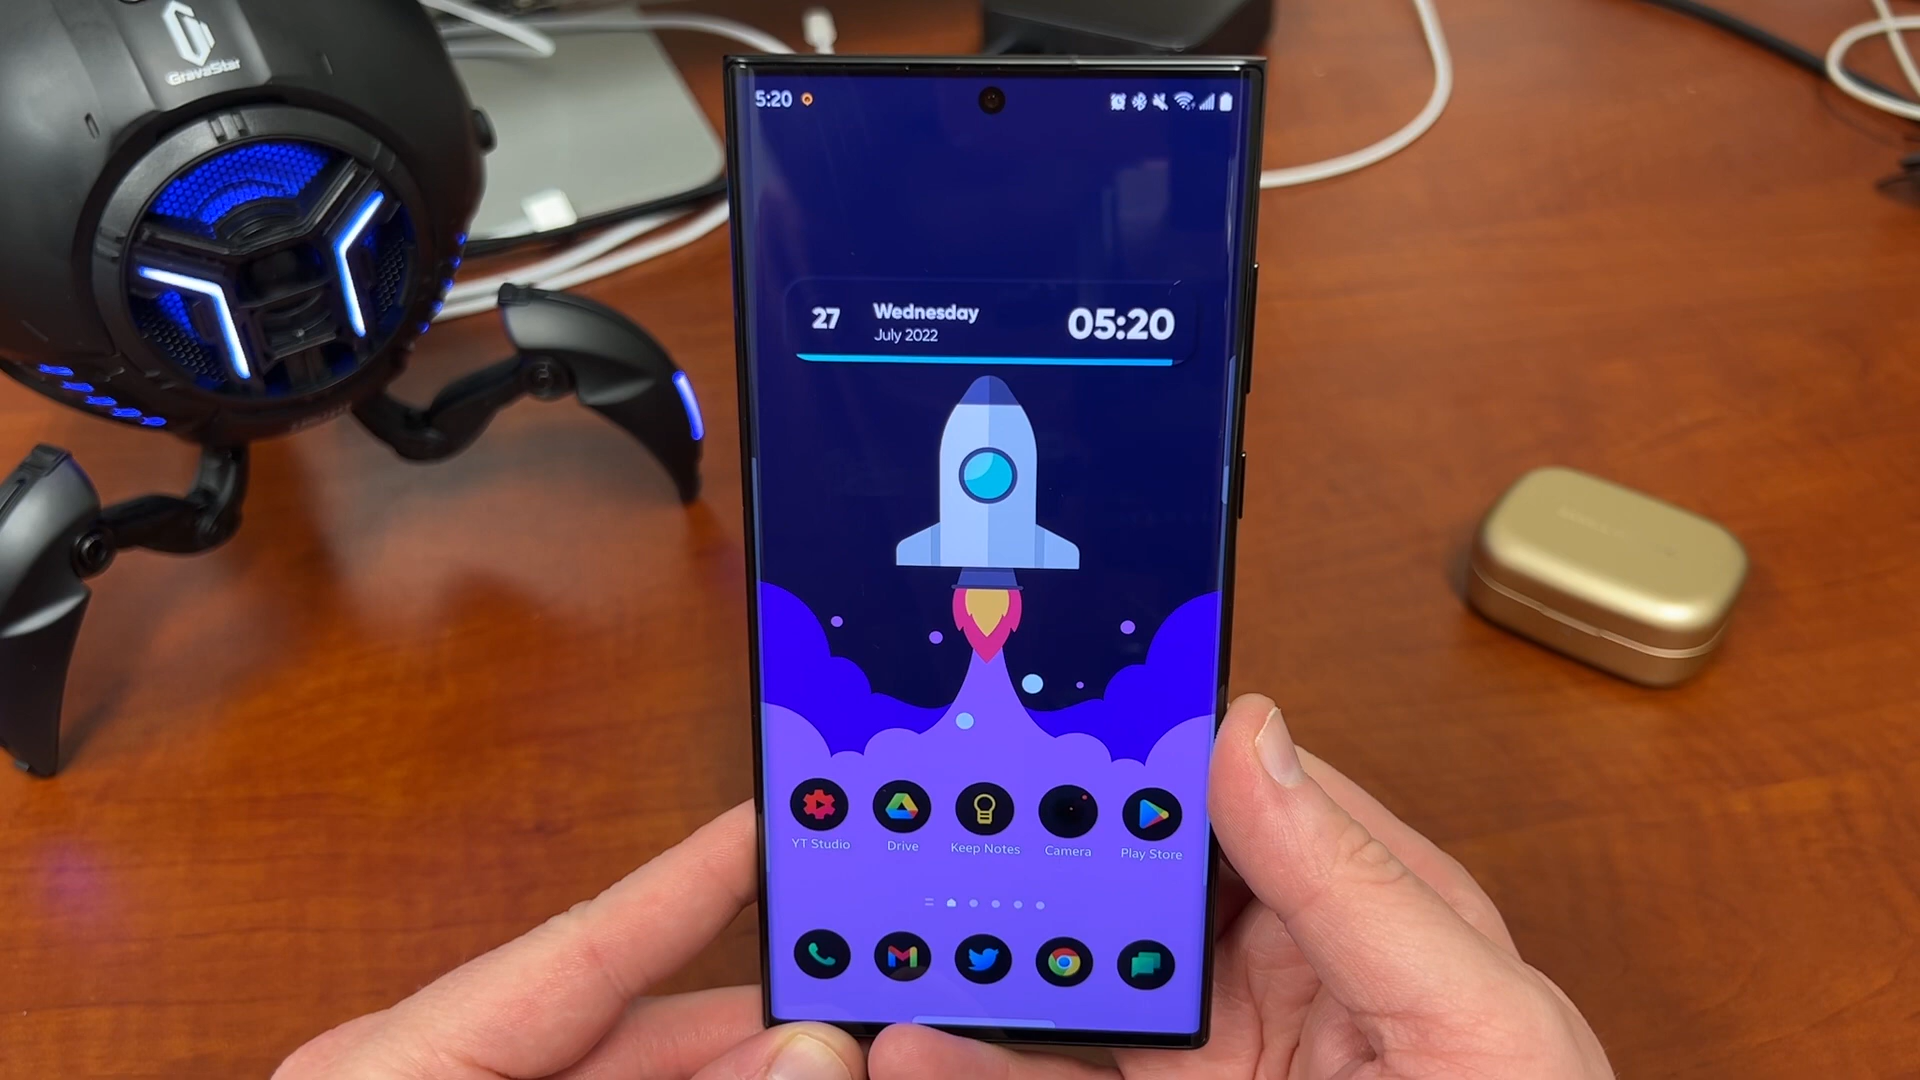 GravaStar
5:20
27
Wednesday
July 2022
05:20
YT Studio
Drive
Keep Notes
Camera
Play Store